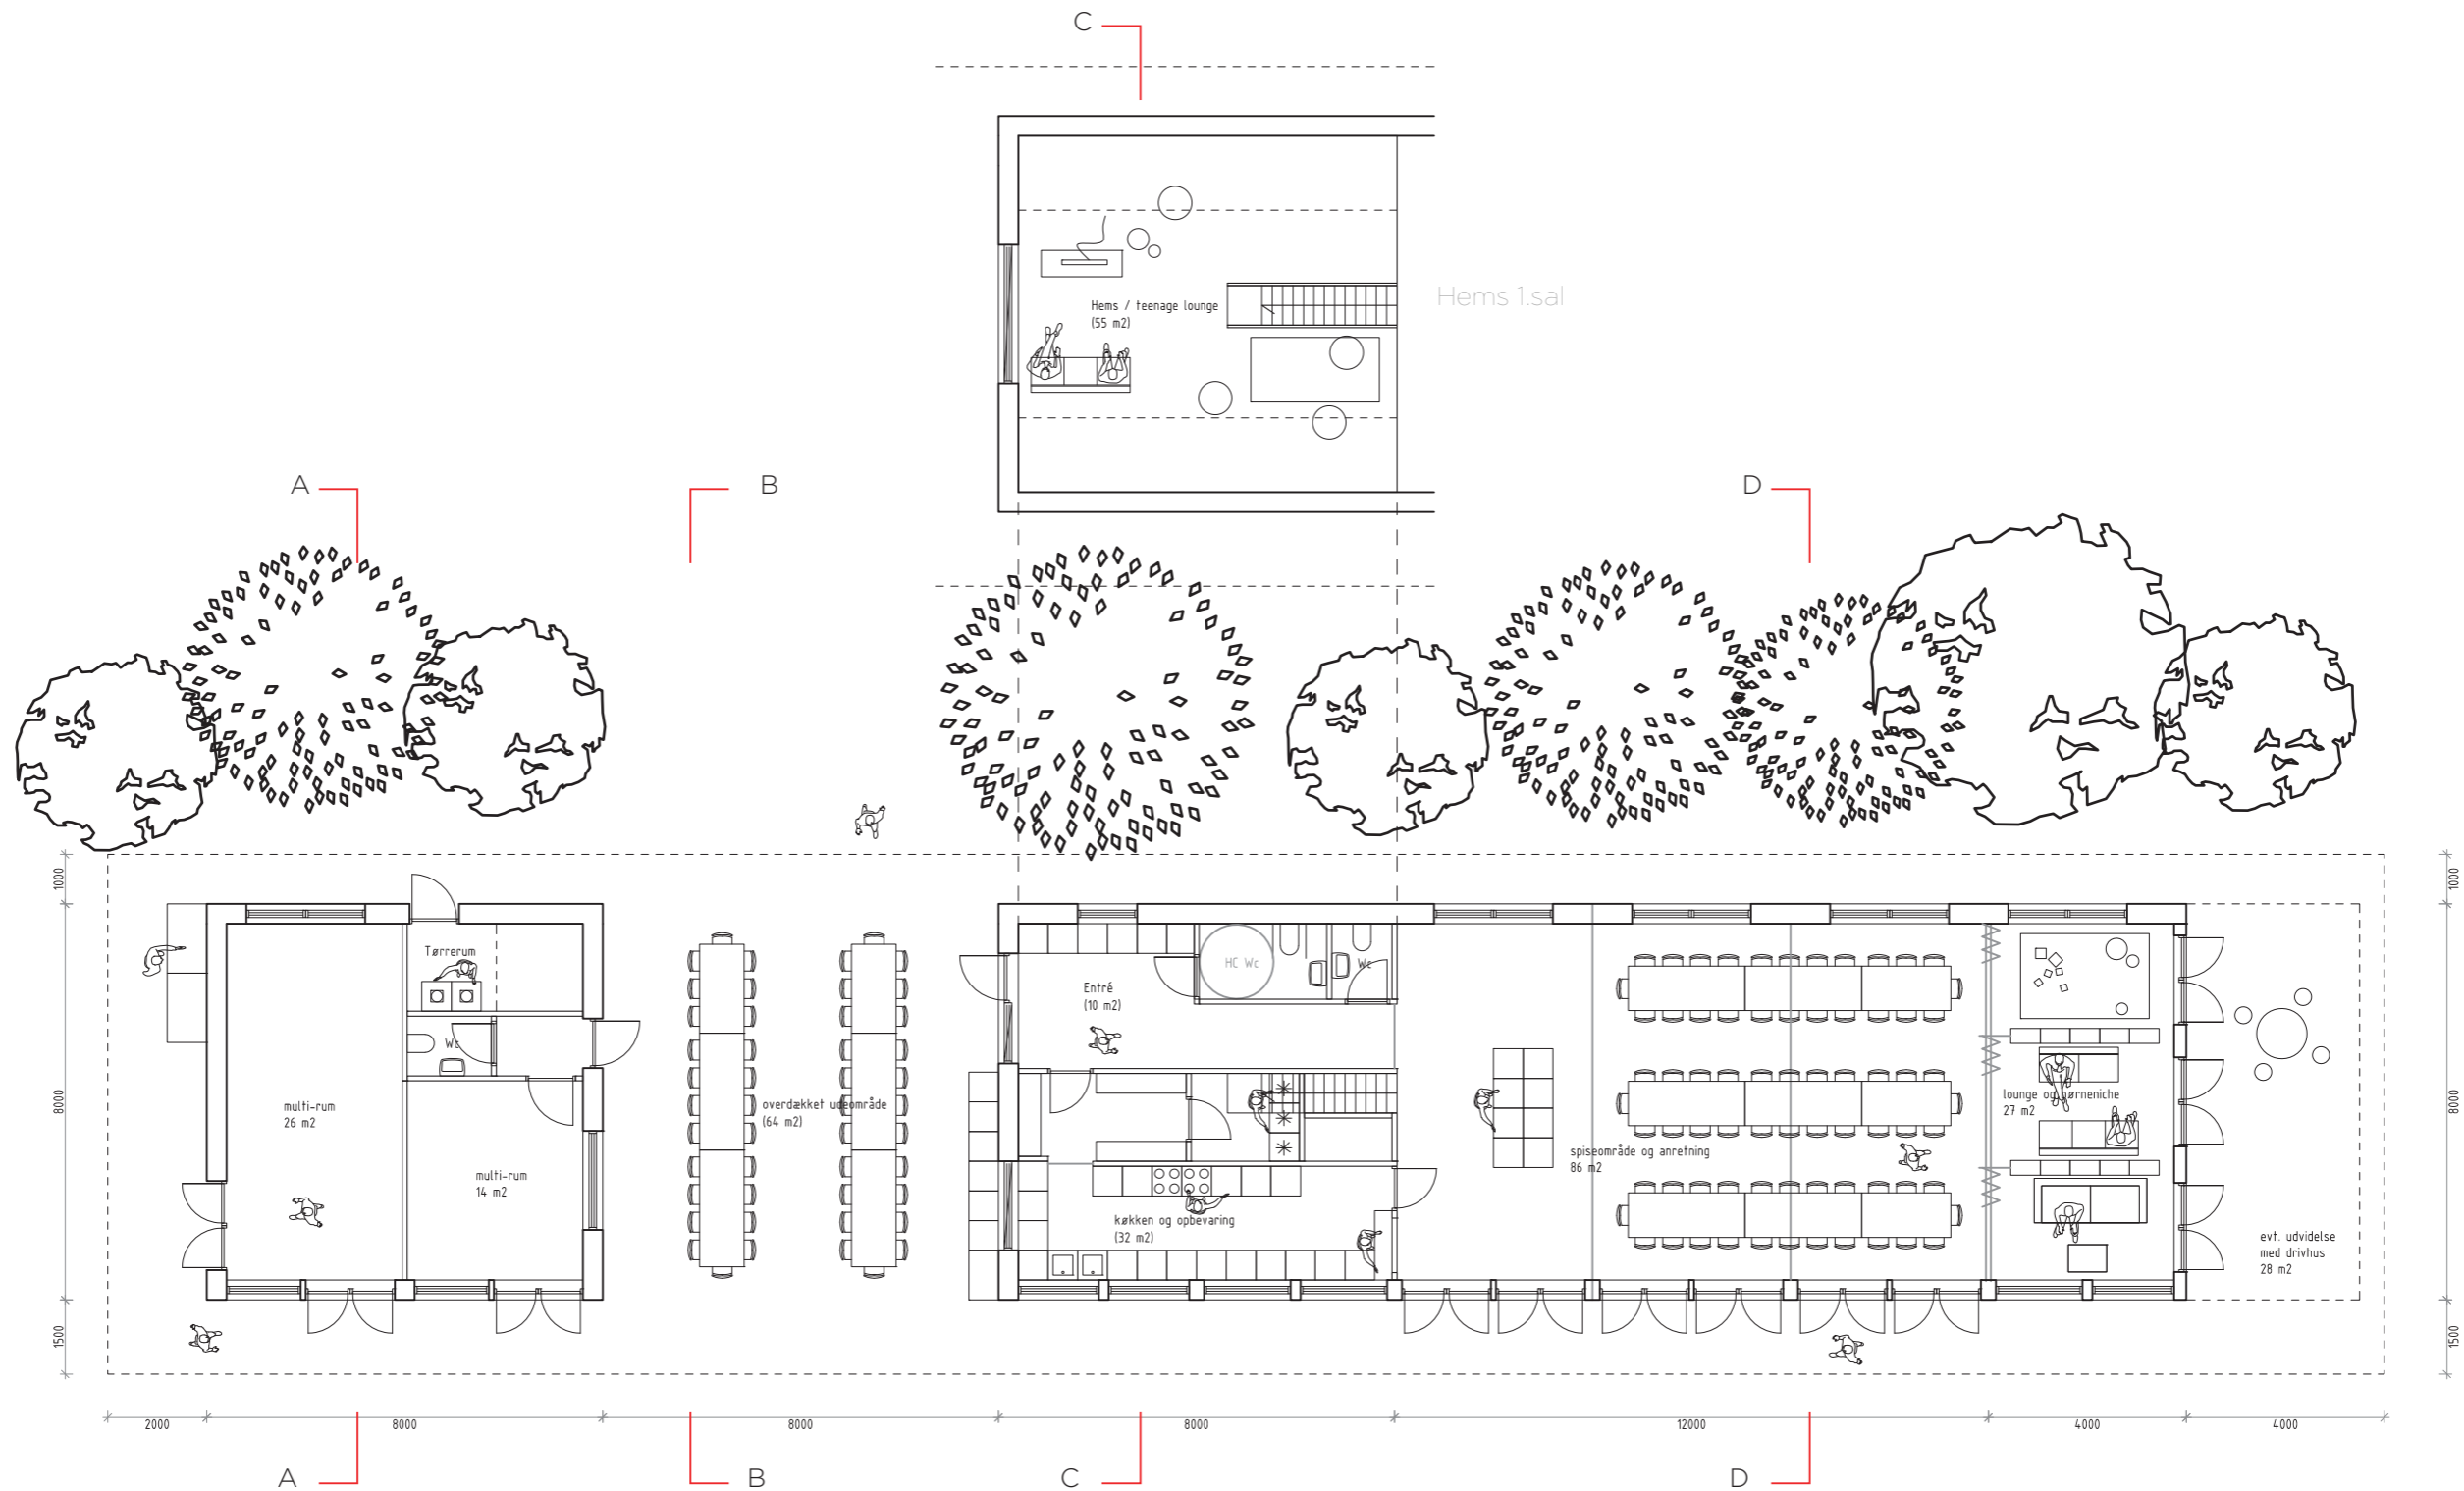 C
Hems / teenage lounge
(55 m2)
Hems 1.sal
A
B
D
1000
1000
Tørrerum
HC Wc
Wc
Entré
(10 m2)
Wc
8000
multi-rum
26 m2
overdækket udeområde
(64 m2)
lounge og børneniche
27 m2
8000
multi-rum
14 m2
spiseområde og anretning
86 m2
køkken og opbevaring
(32 m2)
evt. udvidelse
med drivhus
28 m2
1500
1500
2000
8000
8000
8000
12000
4000
4000
A
B
C
D